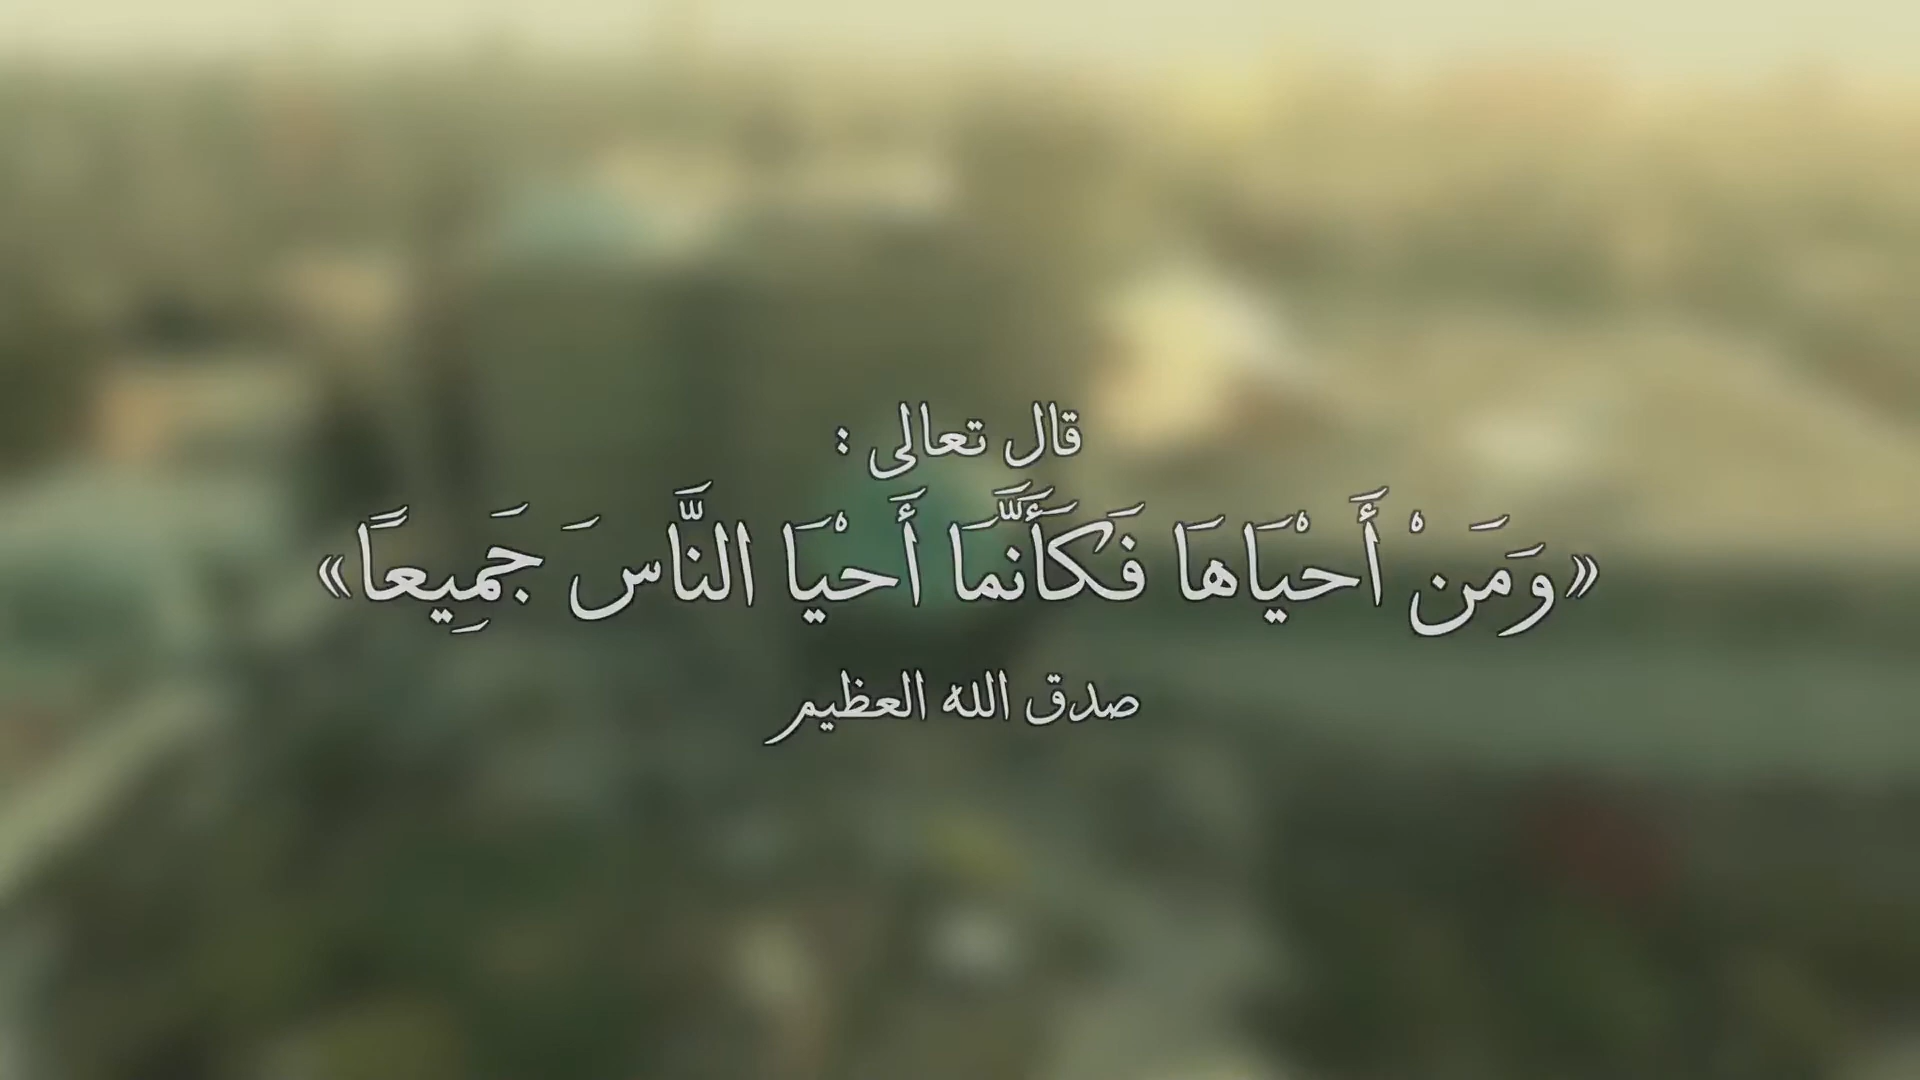 قال تعالى :
«وَمَنْ أَحْيَاهَا فَكَأَنَّمَا أَحْيَا النَّاسَ جَمِيعًا»
صدق الله العظيم